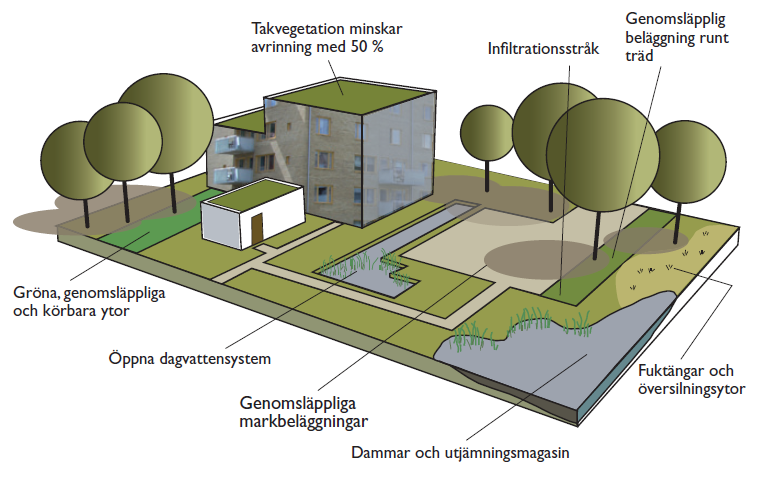 Takvegetation minskar
avrinning med 50 %
Infiltrationsstråk
Genomsläpplig
beläggning runt
träd
Gröna, genomsläppliga
och körbara ytor
Öppna dagvattensystem
Genomsläppliga
markbeläggningar
Dammar och utjämningsmagasin
Fuktängar och
översilningsytor